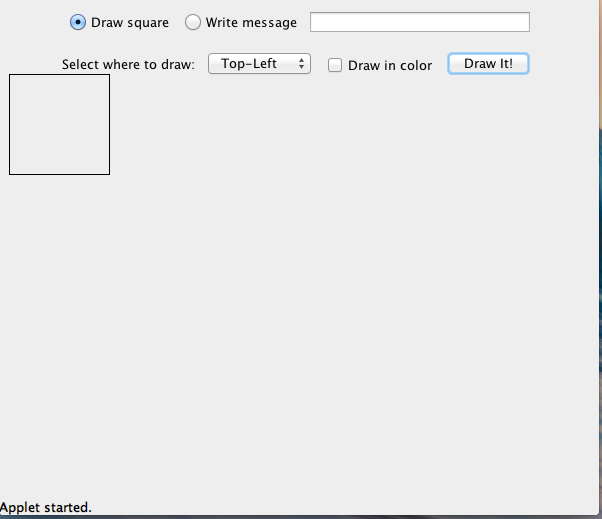 Draw square Write message
Select where to draw: Top-Left Draw in color Draw It!
Applet started.